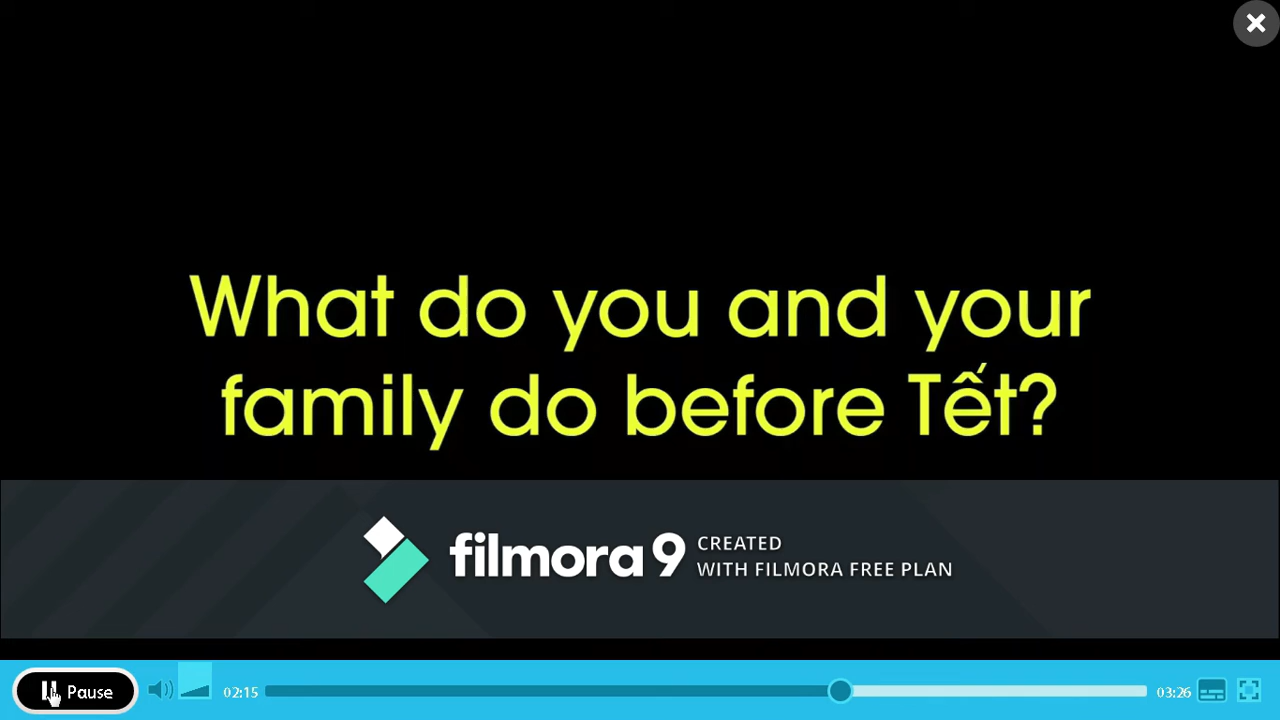 What do you and your
family do before Tết?
filmora 9 CREATED
WITH FILMORA FREE PLAN
Pause 02:15 03:26